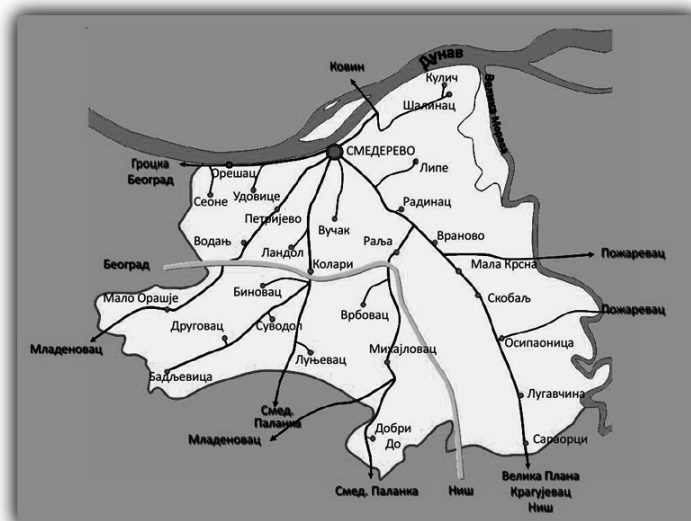 Дунав
Ковин
Кулич
Шалинац
Велика Морава
СМЕДЕРЕВО
Гроцка
Београд
Орешац
Липе
Сеоне
Удовице
Петријево
Радинац
Вучак
Водањ
Ландол
Раља
Враново
Пожаревац
Београд
Колари
Мала Крсна
Биновац
Скобаљ
Мало Орашје
Врбовац
Пожаревац
Друговац
Суводол
Осипаоница
Младеновац
Михајловац
Луњевац
Бадљевица
Лугавчина
Смед.
Паланка
Младеновац
Добри
До
Сараорци
Смед. Паланка
Ниш
Велика Плана
Крагујевац
Ниш